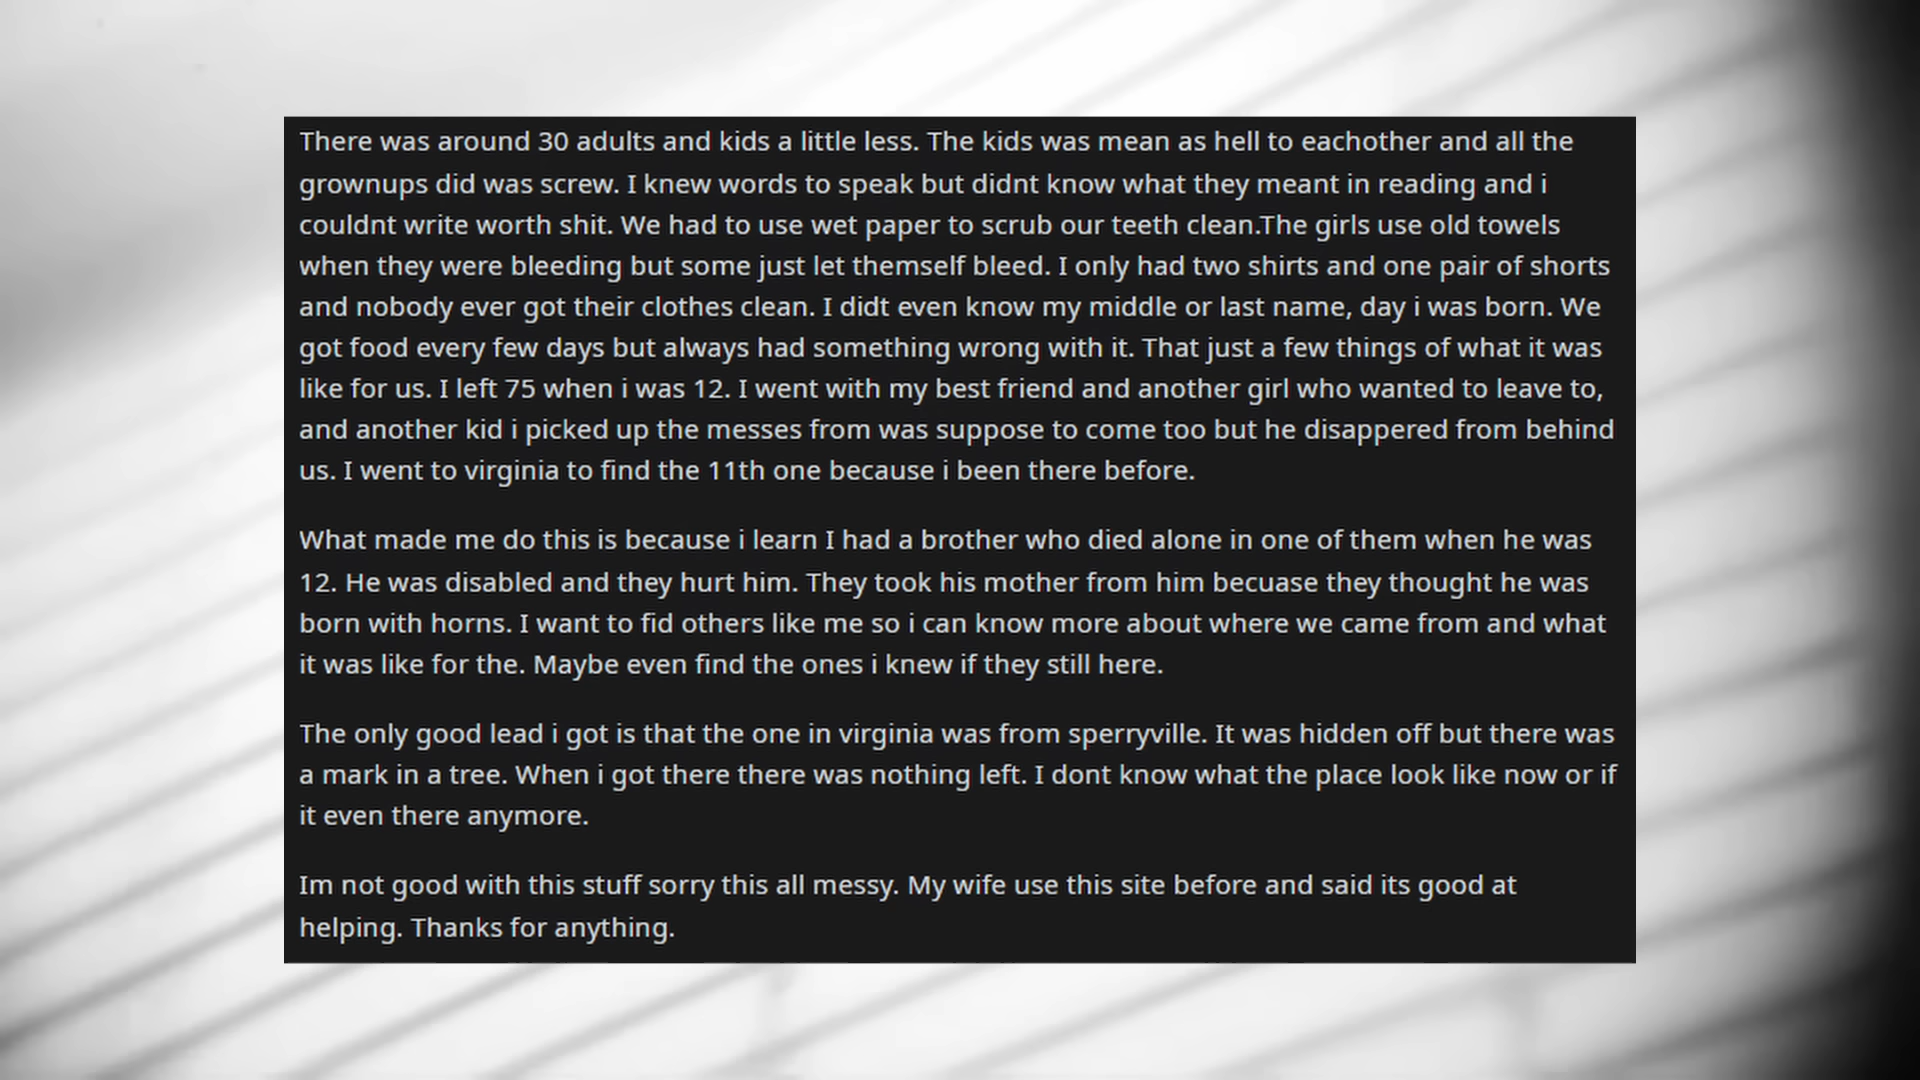 There was around 30 adults and kids a little less. The kids was mean as hell to eachother and all the
grownups did was screw. I knew words to speak but didnt know what they meant in reading and i
couldnt write worth shit. We had to use wet paper to scrub our teeth clean.The girls use old towels
when they were bleeding but some just let themself bleed. I only had two shirts and one pair of shorts
and nobody ever got their clothes clean. I didt even know my middle or last name, day i was born. We
got food every few days but always had something wrong with it. That just a few things of what it was
like for us. I left 75 when i was 12. I went with my best friend and another girl who wanted to leave to,
and another kid i picked up the messes from was suppose to come too but he disappered from behind
us. I went to virginia to find the 11th one because i been there before.
What made me do this is because i learn I had a brother who died alone in one of them when he was
12. He was disabled and they hurt him. They took his mother from him becuase they thought he was
born with horns. I want to fid others like me so i can know more about where we came from and what
it was like for the. Maybe even find the ones i knew if they still here.
The only good lead i got is that the one in virginia was from sperryville. It was hidden off but there was
a mark in a tree. When i got there there was nothing left. I dont know what the place look like now or if
it even there anymore.
Im not good with this stuff sorry this all messy. My wife use this site before and said its good at
helping. Thanks for anything.